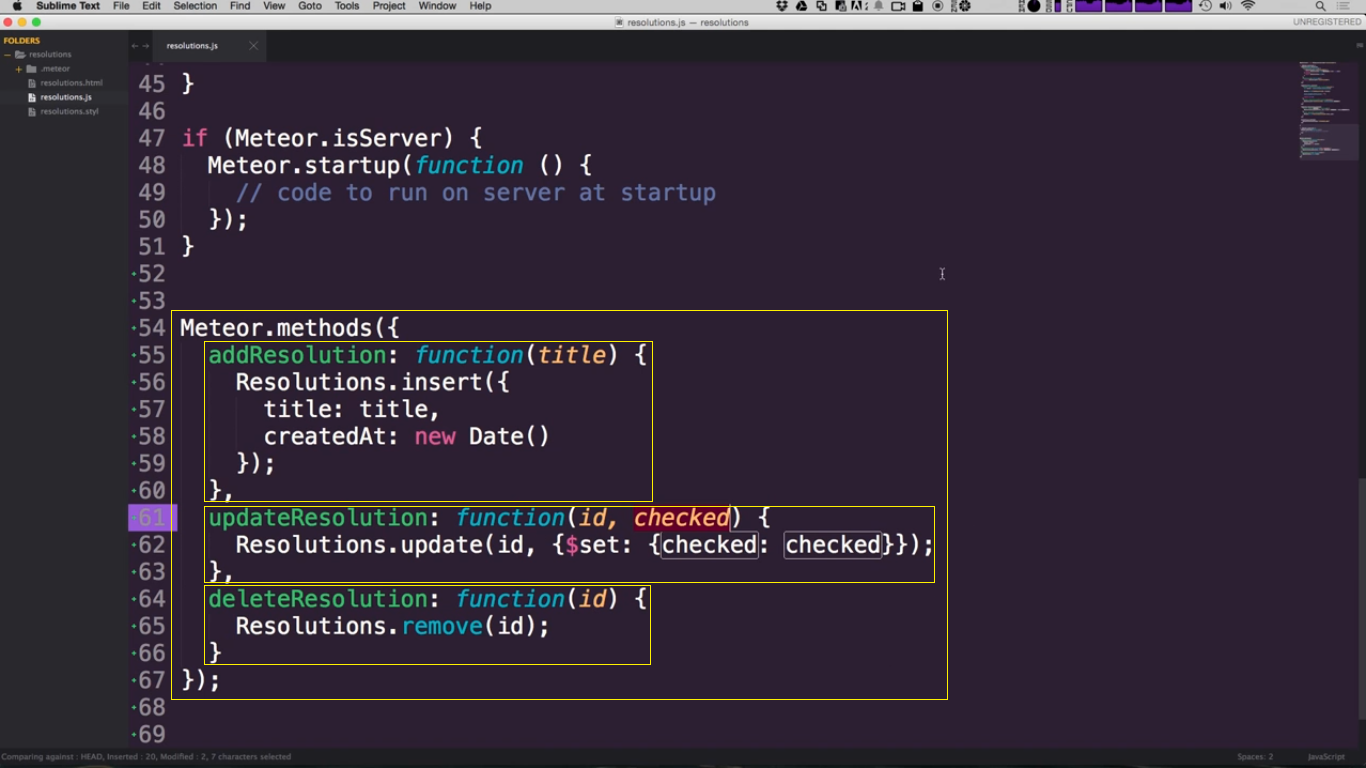 Sublime Text File Edit Selection Find View Goto Tools Project Window Help
resolutions.js — resolutions
UNREGISTERED
FOLDERS
resolutions
.meteor
resolutions.html
resolutions.js
resolutions.styl
resolutions.js
45 }
46
47 if (Meteor.isServer) {
48 Meteor.startup(function () {
49 // code to run on server at startup
50 });
51 }
52
53
54 Meteor.methods({
55 addResolution: function(title) {
56 Resolutions.insert({
57 title: title,
58 createdAt: new Date()
59 });
60 },
61 updateResolution: function(id, checked) {
62 Resolutions.update(id, {$set: {checked: checked}});
63 },
64 deleteResolution: function(id) {
65 Resolutions.remove(id);
66 }
67 });
68
69
Comparing against : HEAD, Inserted : 20, Modified : 2, 7 characters selected
Spaces: 2
JavaScript